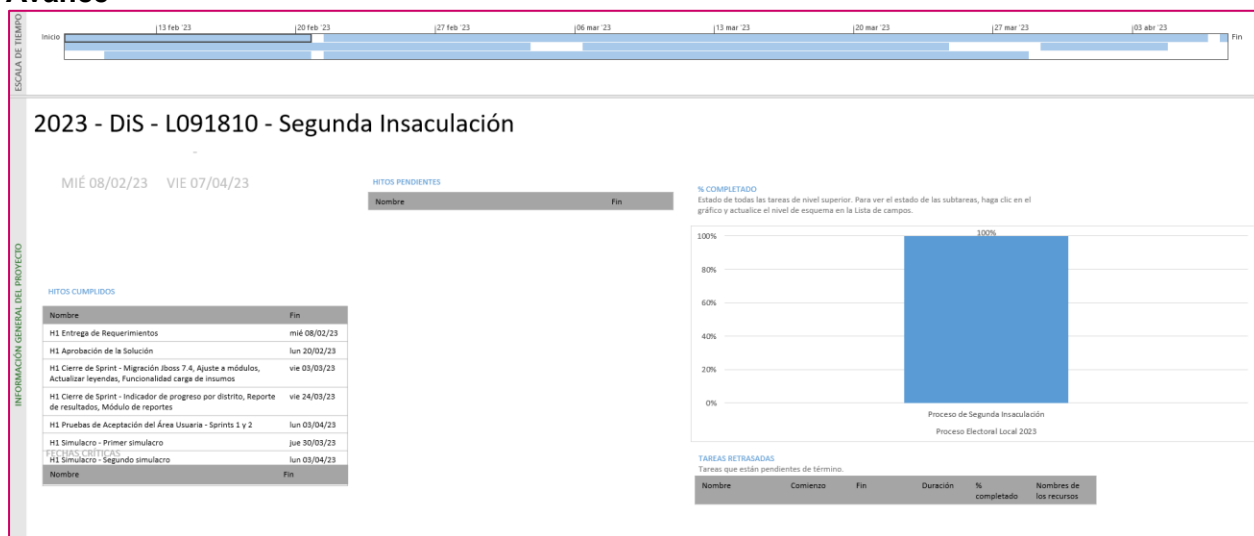 Avance
ESCALA DE TIEMPO
13 feb '23
20 feb '23
27 feb '23
06 mar '23
13 mar '23
20 mar '23
27 mar '23
03 abr '23
Inicio
Fin
INFORMACIÓN GENERAL DEL PROYECTO
2023 - DiS - L091810 - Segunda Insaculación
-
MIÉ 08/02/23 VIE 07/04/23
HITOS PENDIENTES
Nombre Fin
HITOS CUMPLIDOS
Nombre Fin
H1 Entrega de Requerimientos mié 08/02/23
H1 Aprobación de la Solución lun 20/02/23
H1 Cierre de Sprint - Migración Jboss 7.4, Ajuste a módulos, vie 03/03/23
Actualizar leyendas, Funcionalidad carga de insumos
H1 Cierre de Sprint - Indicador de progreso por distrito, Reporte vie 24/03/23
de resultados, Módulo de reportes
H1 Pruebas de Aceptación del Área Usuaria - Sprints 1 y 2 lun 03/04/23
H1 Simulacro - Primer simulacro jue 30/03/23
FECHAS CRÍTICAS
H1 Simulacro - Segundo simulacro lun 03/04/23
Nombre Fin
% COMPLETADO
Estado de todas las tareas de nivel superior. Para ver el estado de las subtareas, haga clic en el
gráfico y actualice el nivel de esquema en la Lista de campos.
100%
100%
80%
60%
40%
20%
0%
Proceso de Segunda Insaculación
Proceso Electoral Local 2023
TAREAS RETRASADAS
Tareas que están pendientes de término.
Nombre Comienzo Fin Duración % Nombres de
completado los recursos